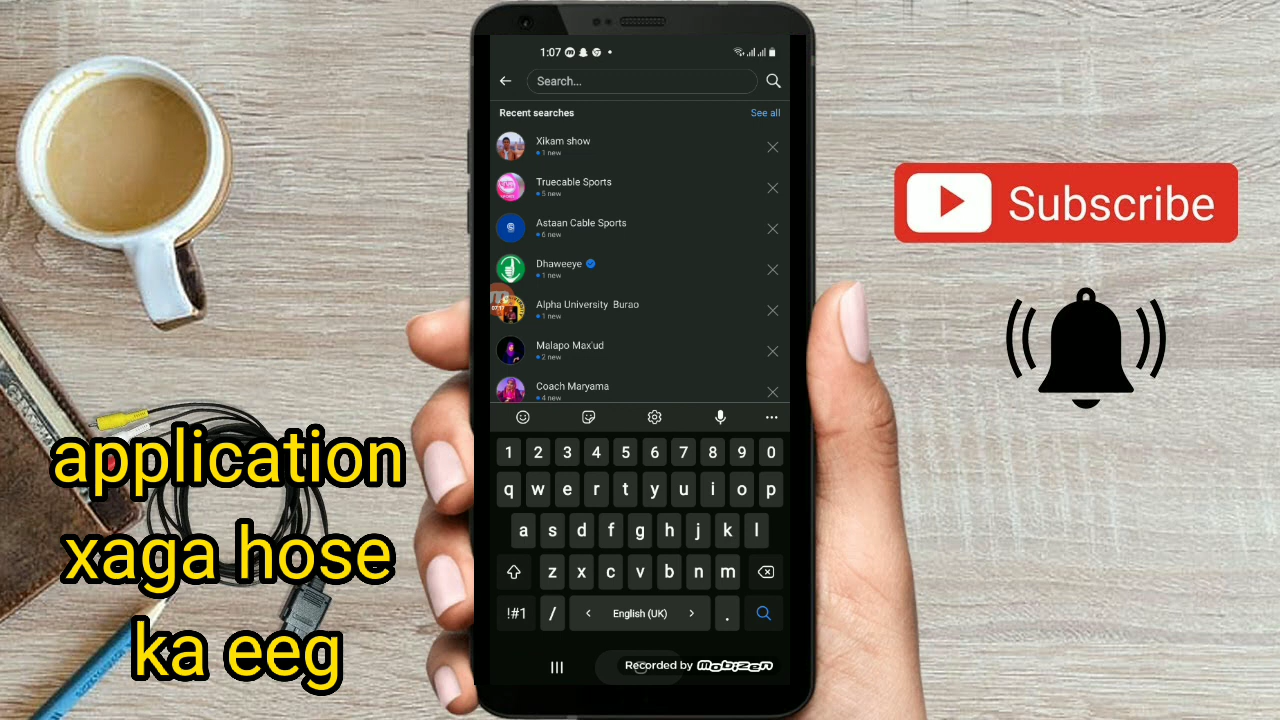 1:07
Search...
Recent searches
See all
Xikam show
1 new
Truecable Sports
5 new
Astaan Cable Sports
6 new
Dhaweeye
1 new
Alpha University Burao
1 new
07:17
Malapo Max'ud
2 new
Coach Maryama
4 new
1 2 3 4 5 6 7 8 9 0
q w e r t y u i o p
a s d f g h j k l
z x c v b n m
!#1 / < English (UK) > .
Recorded by mobizen
Subscribe
application
xaga hose
ka eeg